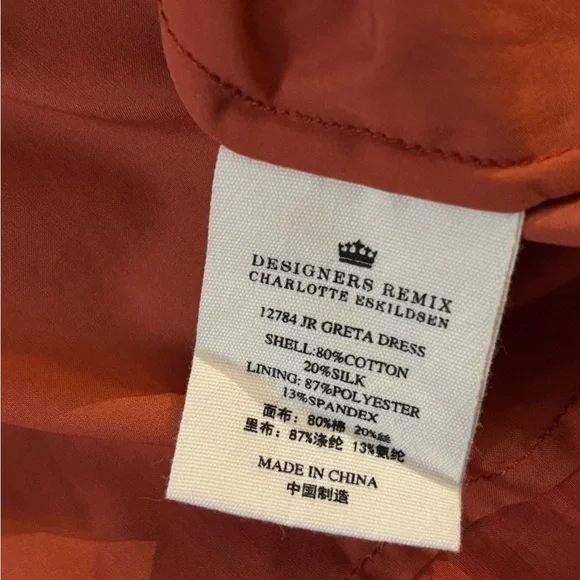 DESIGNERS REMIX
CHARLOTTE ESKILDSEN
12784 JR GRETA DRESS
SHELL:80%COTTON
20%SILK
LINING: 87%POLYESTER
13%SPANDEX
面布: 80%棉 20%丝
里布: 87%涤纶 13%氨纶
MADE IN CHINA
中国制造